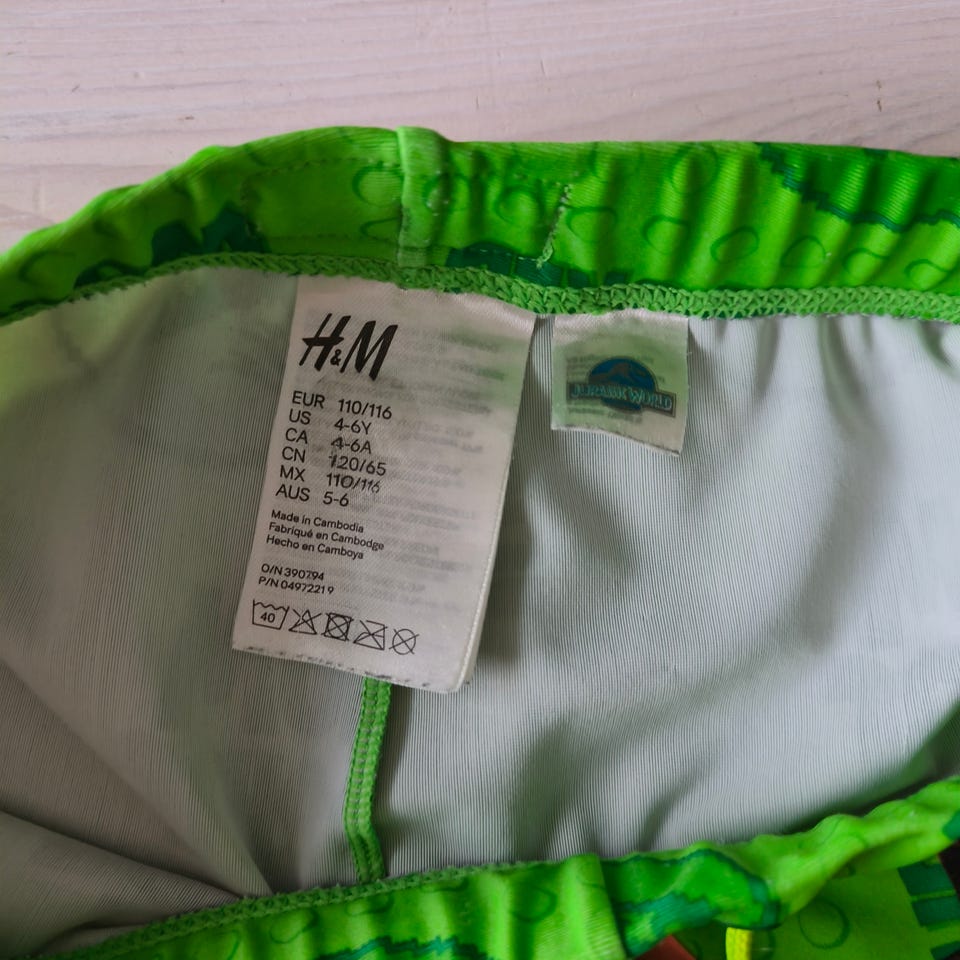 H&M
EUR 110/116
US 4-6Y
CA 4-6A
CN 120/65
MX 110/116
AUS 5-6
Made in Cambodia
Fabriqué en Cambodge
Hecho en Camboya
O/N 390794
P/N 04972219
40
JURASSIC WORLD